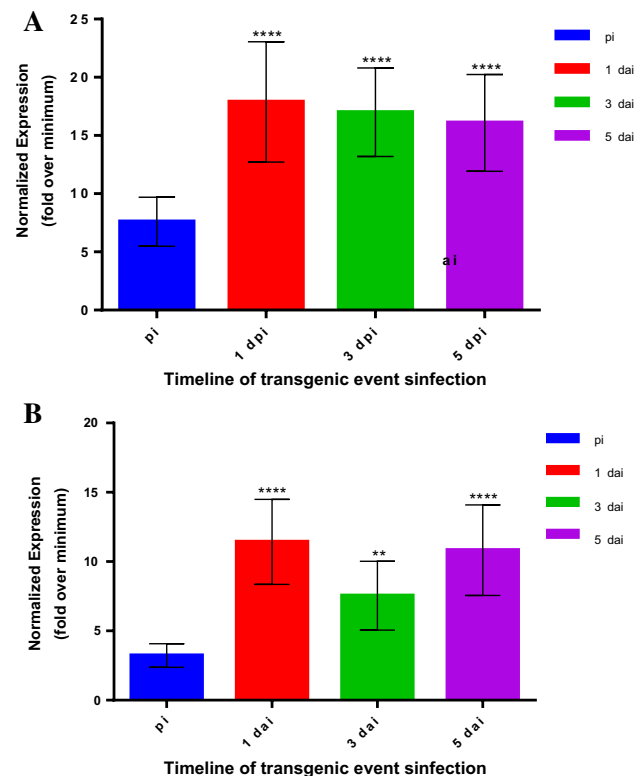 A
25
20
15
10
5
0
Normalized Expression
(fold over minimum)
****
****
****
a i
pi
1 dpi
3 dpi
5 dpi
Timeline of transgenic event sinfection
pi
1 dai
3 dai
5 dai
B
20
15
10
5
0
Normalized Expression
(fold over minimum)
****
**
****
pi
1 dai
3 dai
5 dai
Timeline of transgenic event sinfection
pi
1 dai
3 dai
5 dai